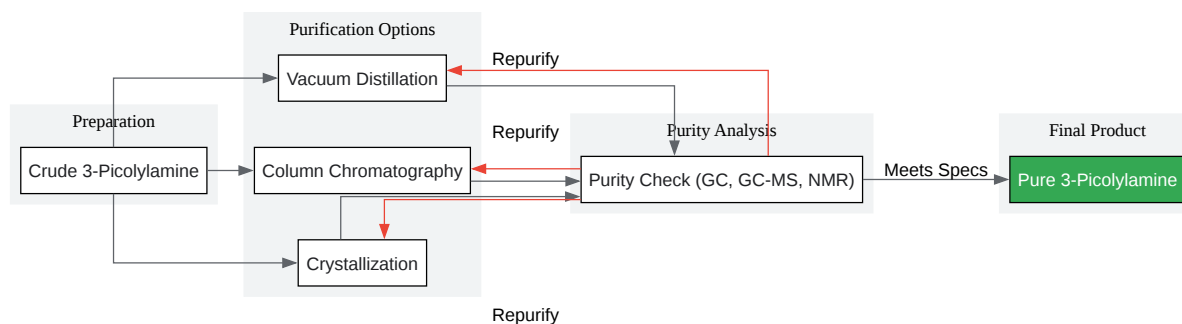 Purification Options
Vacuum Distillation
Repurify
Preparation
Crude 3-Picolylamine
Column Chromatography
Repurify
Purity Analysis
Purity Check (GC, GC-MS, NMR)
Meets Specs
Final Product
Pure 3-Picolylamine
Crystallization
Repurify